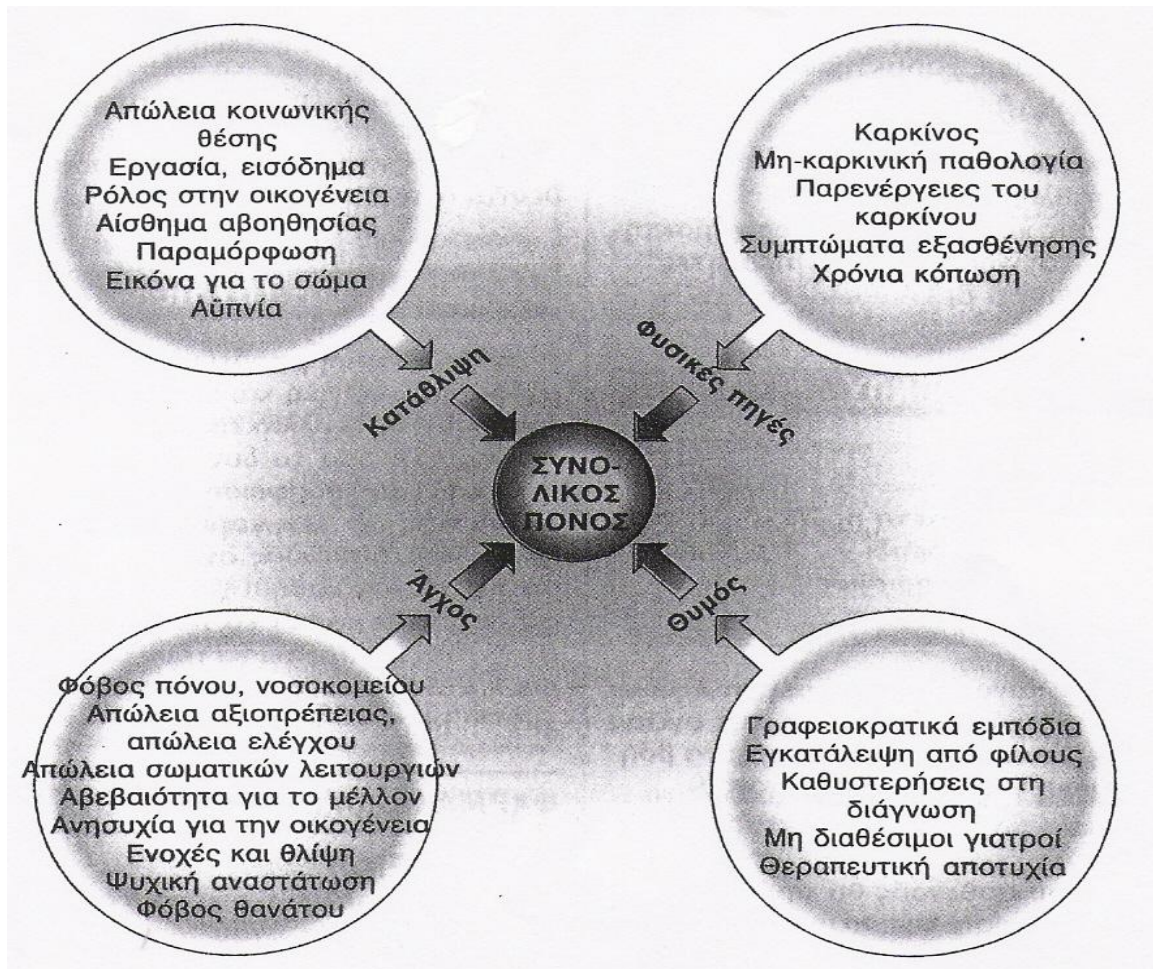 Απώλεια κοινωνικής
θέσης
Εργασία, εισόδημα
Ρόλος στην οικογένεια
Αίσθημα αβοηθησίας
Παραμόρφωση
Εικόνα για το σώμα
Αϋπνία
Καρκίνος
Μη-καρκινική παθολογία
Παρενέργειες του
καρκίνου
Συμπτώματα εξασθένησης
Χρόνια κόπωση
Κατάθλιψη
Φυσικές πηγές
ΣΥΝΟ-
ΛΙΚΟΣ
ΠΟΝΟΣ
Άγχος
Θυμός
Φόβος πόνου, νοσοκομείου
Απώλεια αξιοπρέπειας,
απώλεια ελέγχου
Απώλεια σωματικών λειτουργιών
Αβεβαιότητα για το μέλλον
Ανησυχία για την οικογένεια
Ενοχές και θλίψη
Ψυχική αναστάτωση
Φόβος θανάτου
Γραφειοκρατικά εμπόδια
Εγκατάλειψη από φίλους
Καθυστερήσεις στη
διάγνωση
Μη διαθέσιμοι γιατροί
Θεραπευτική αποτυχία